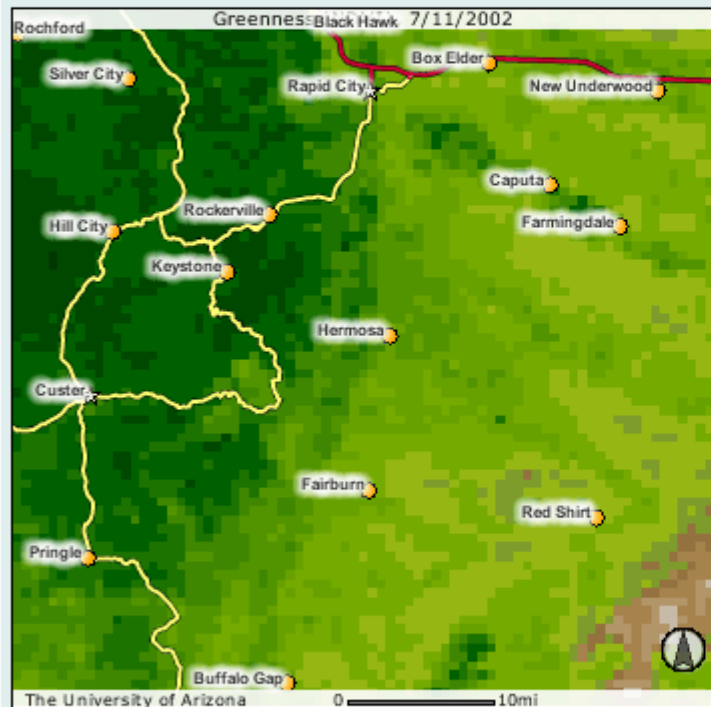 Greenness 7/11/2002
Black Hawk
Rochford
Box Elder
Silver City
Rapid City
New Underwood
Caputa
Rockerville
Farmingdale
Hill City
Keystone
Hermosa
Custer
Fairburn
Red Shirt
Pringle
Buffalo Gap
The University of Arizona 0 10mi